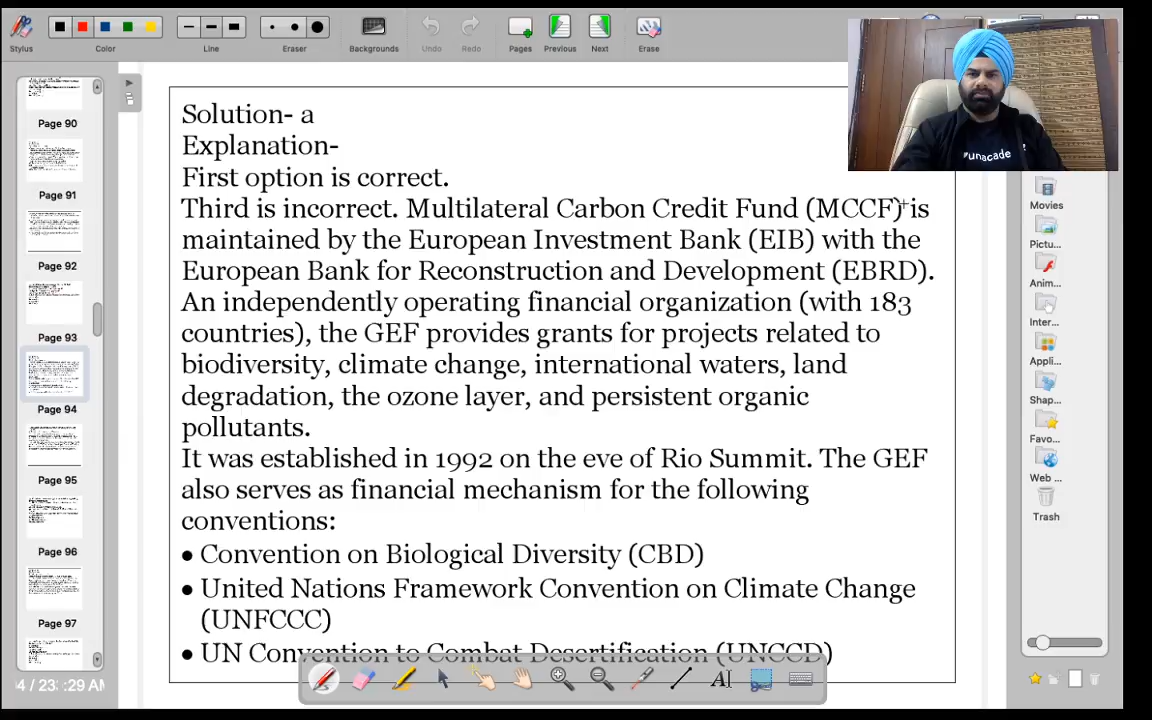 Stylus
Color
Line
Eraser
Backgrounds
Undo
Redo
Pages
Previous
Next
Erase
unacade
Page 90
Page 91
Page 92
Page 93
Page 94
Page 95
Page 96
Page 97
Solution- a
Explanation-
First option is correct.
Third is incorrect. Multilateral Carbon Credit Fund (MCCF) is
maintained by the European Investment Bank (EIB) with the
European Bank for Reconstruction and Development (EBRD).
An independently operating financial organization (with 183
countries), the GEF provides grants for projects related to
biodiversity, climate change, international waters, land
degradation, the ozone layer, and persistent organic
pollutants.
It was established in 1992 on the eve of Rio Summit. The GEF
also serves as financial mechanism for the following
conventions:
• Convention on Biological Diversity (CBD)
• United Nations Framework Convention on Climate Change
(UNFCCC)
• UN Convention to Combat Desertification (UNCCD)
Movies
Pictu...
Anim...
Inter...
Appli...
Shap...
Favo...
Web ...
Trash
4 / 23 :29 AM